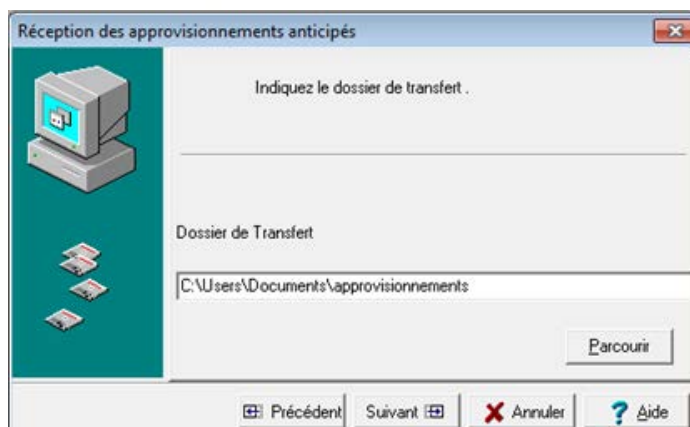 Réception des approvisionnements anticipés
Indiquez le dossier de transfert .
Dossier de Transfert
C:\Users\Documents\approvisionnements
Parcourir
Précédent
Suivant
Annuler
? Aide